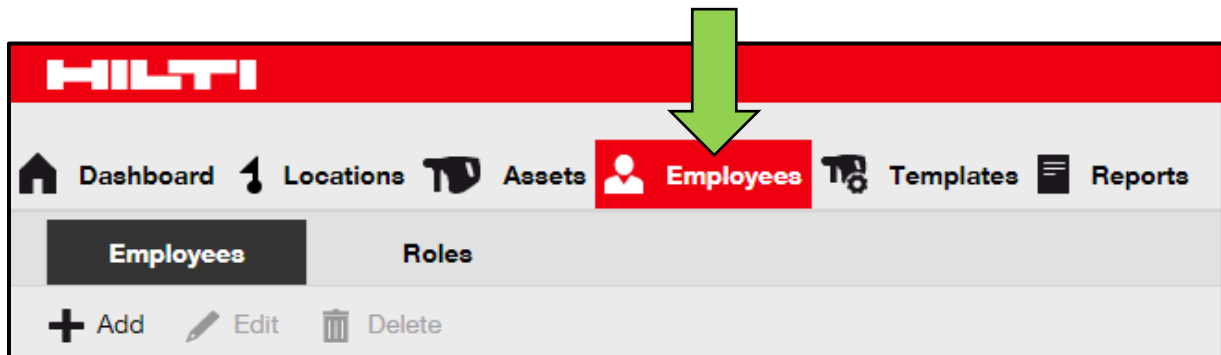 HILTI
Dashboard Locations Assets Employees Templates Reports
Employees Roles
Add Edit Delete